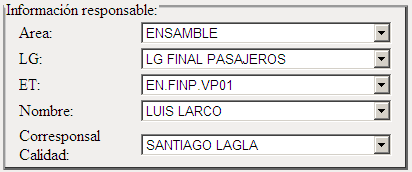 Información responsable:
Area: ENSAMBLE
LG: LG FINAL PASAJEROS
ET: EN.FINP.VP01
Nombre: LUIS LARCO
Corresponsal
Calidad: SANTIAGO LAGLA